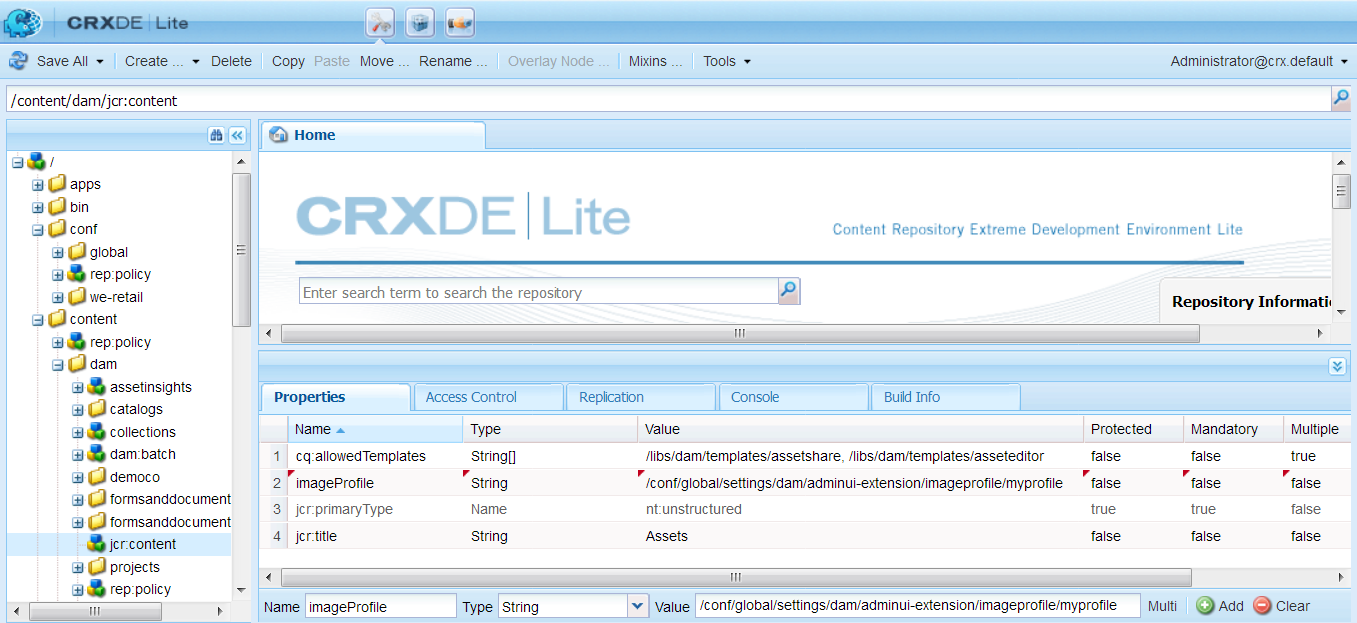 CRXDE | Lite
Save All Create ... Delete Copy Paste Move ... Rename ... Overlay Node ... Mixins ... Tools Administrator@crx.default
/content/dam/jcr:content
/
apps
bin
conf
global
rep:policy
we-retail
content
rep:policy
dam
assetinsights
catalogs
collections
dam:batch
democo
formsanddocument
formsanddocument
jcr:content
projects
rep:policy
Home
CRXDE | Lite
Content Repository Extreme Development Environment Lite
Enter search term to search the repository
Repository Informatio
Properties Access Control Replication Console Build Info
Name Type Value Protected Mandatory Multiple
1 cq:allowedTemplates String[] /libs/dam/templates/assetshare, /libs/dam/templates/asseteditor false false true
2 imageProfile String /conf/global/settings/dam/adminui-extension/imageprofile/myprofile false false false
3 jcr:primaryType Name nt:unstructured true true false
4 jcr:title String Assets false false false
Name imageProfile Type String Value /conf/global/settings/dam/adminui-extension/imageprofile/myprofile Multi Add Clear